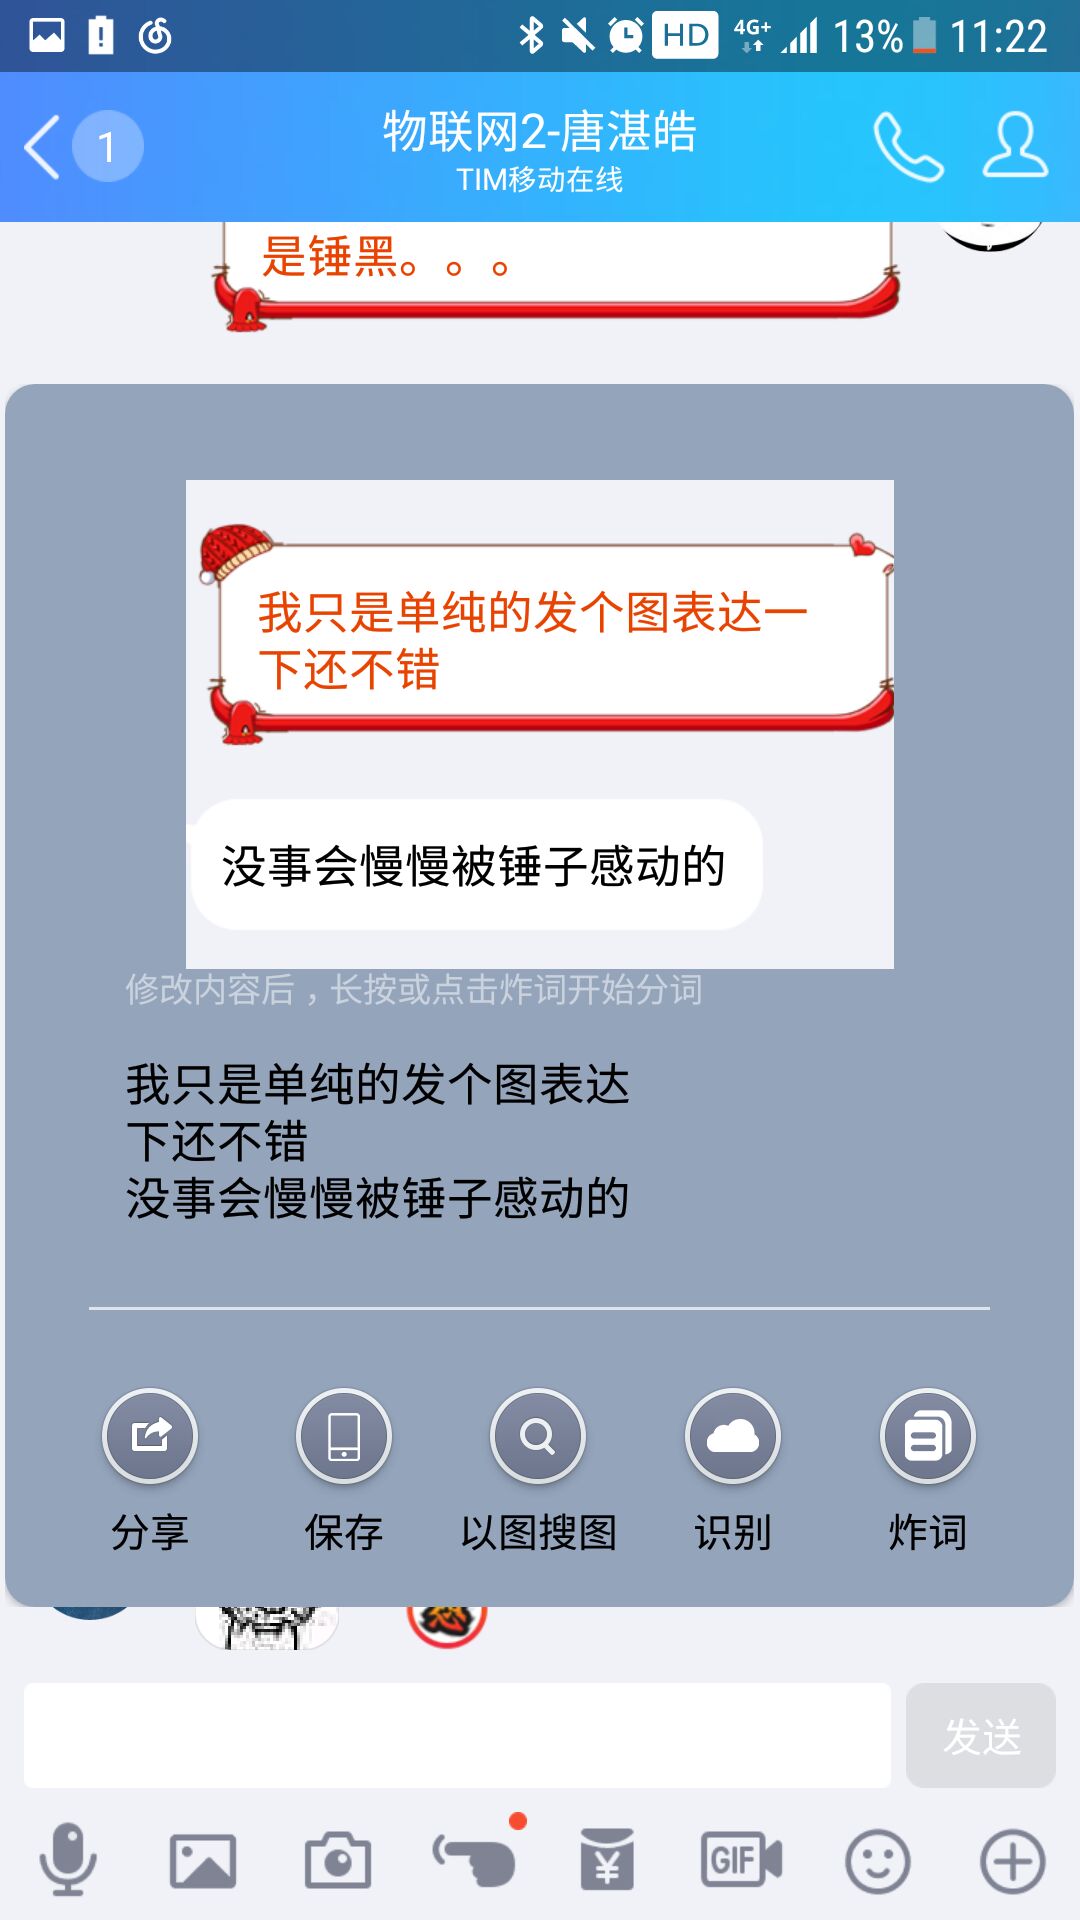 HD 4G+ 13% 11:22
1
物联网2-唐湛皓
TIM移动在线
是锤黑。。。
我只是单纯的发个图表达一
下还不错
没事会慢慢被锤子感动的
修改内容后，长按或点击炸词开始分词
我只是单纯的发个图表达
下还不错
没事会慢慢被锤子感动的
分享 保存 以图搜图 识别 炸词
发送
GIF